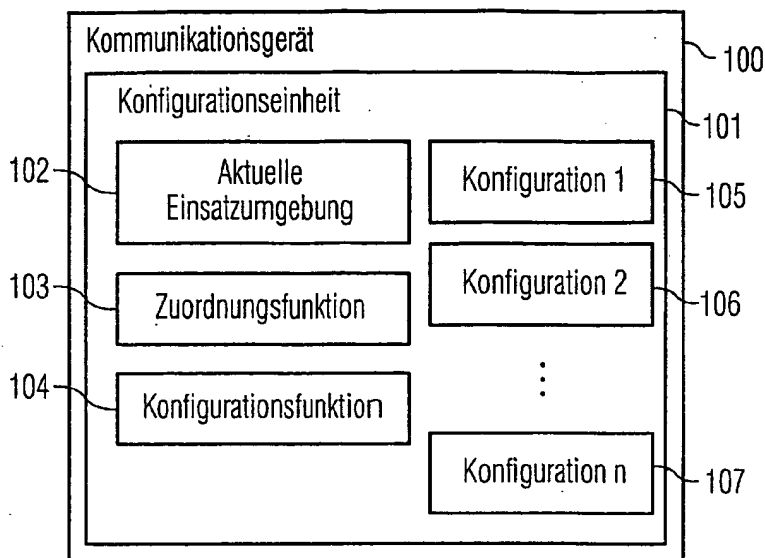 Kommunikationsgerät
100
Konfigurationseinheit
101
102
Aktuelle
Einsatzumgebung
Konfiguration 1
105
103
Zuordnungsfunktion
Konfiguration 2
106
104
Konfigurationsfunktion
Konfiguration n
107